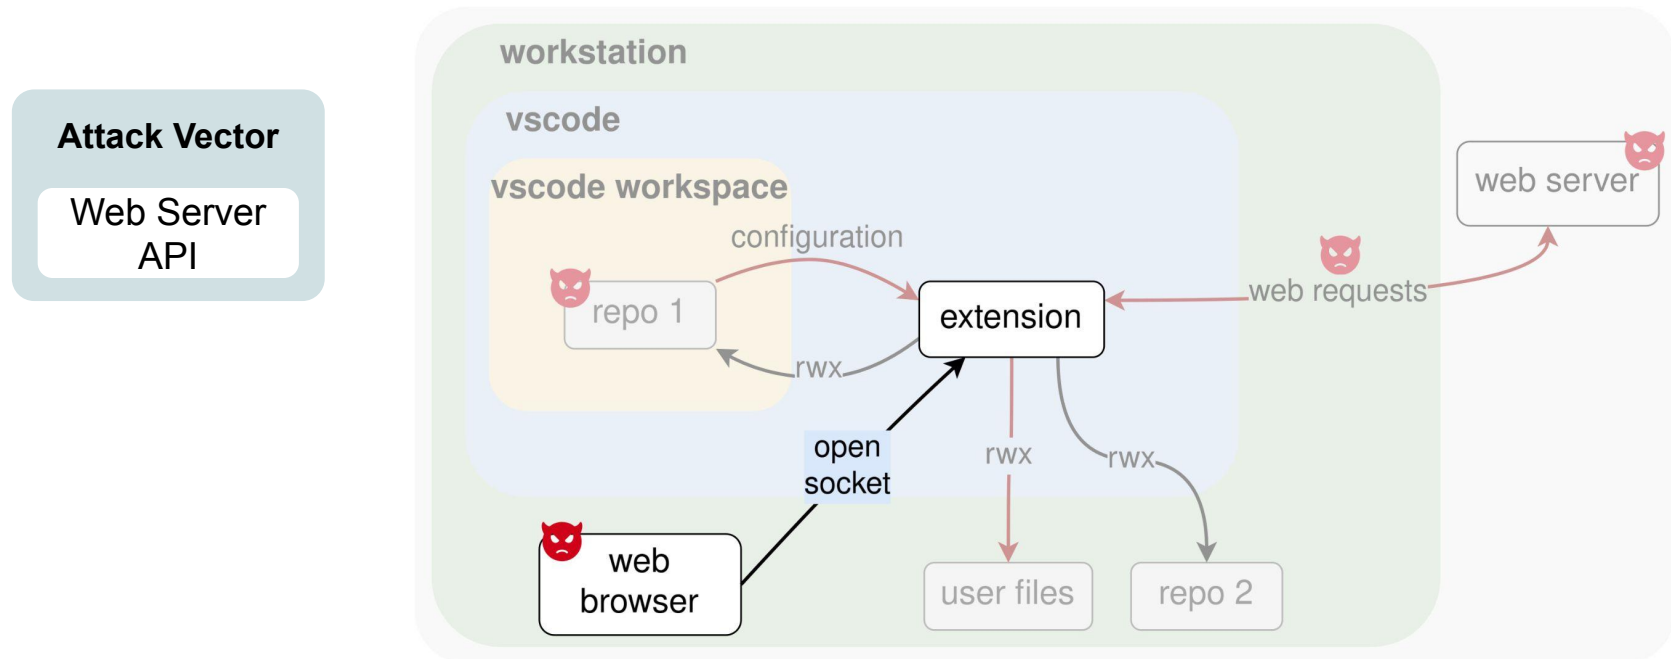 Attack Vector
Web Server
API
workstation
vscode
vscode workspace
configuration
repo 1
rwx
extension
web requests
web server
open
socket
rwx
rwx
web
browser
user files
repo 2